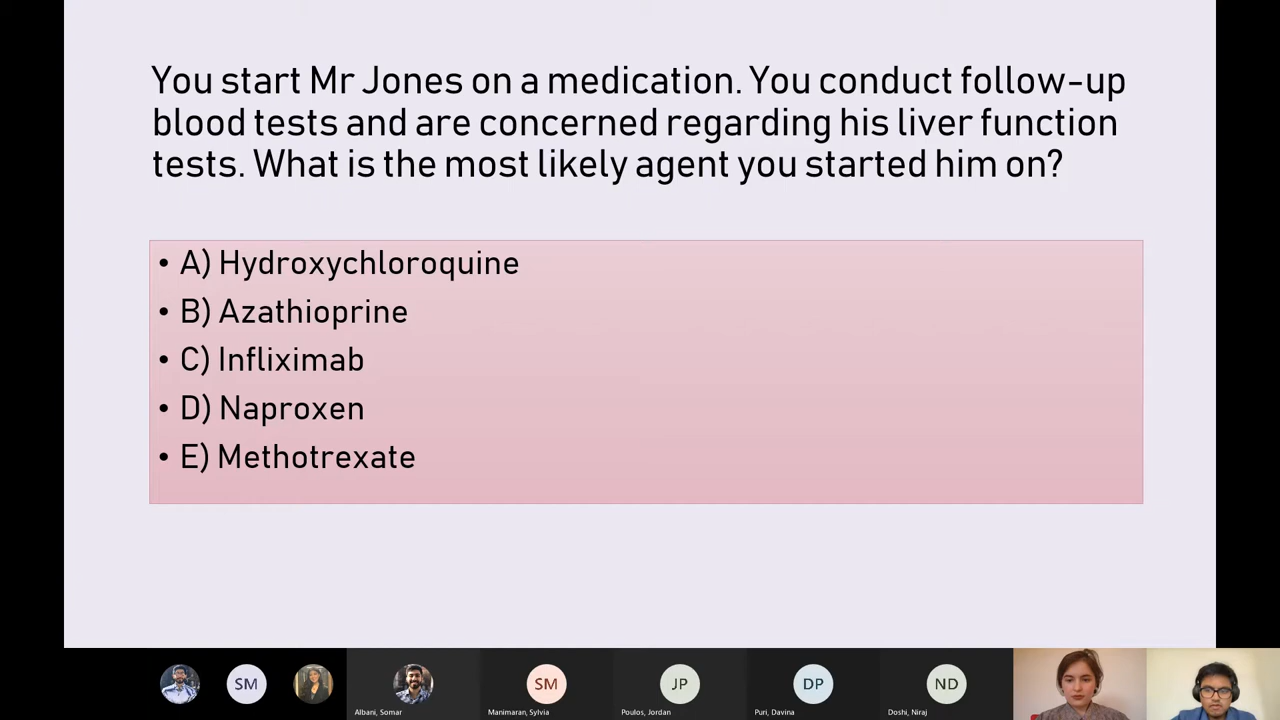 You start Mr Jones on a medication. You conduct follow-up
blood tests and are concerned regarding his liver function
tests. What is the most likely agent you started him on?
• A) Hydroxychloroquine
• B) Azathioprine
• C) Infliximab
• D) Naproxen
• E) Methotrexate
SM
SM
JP
DP
ND
Albani, Somar
Manimaran, Sylvia
Poulos, Jordan
Puri, Davina
Doshi, Niraj